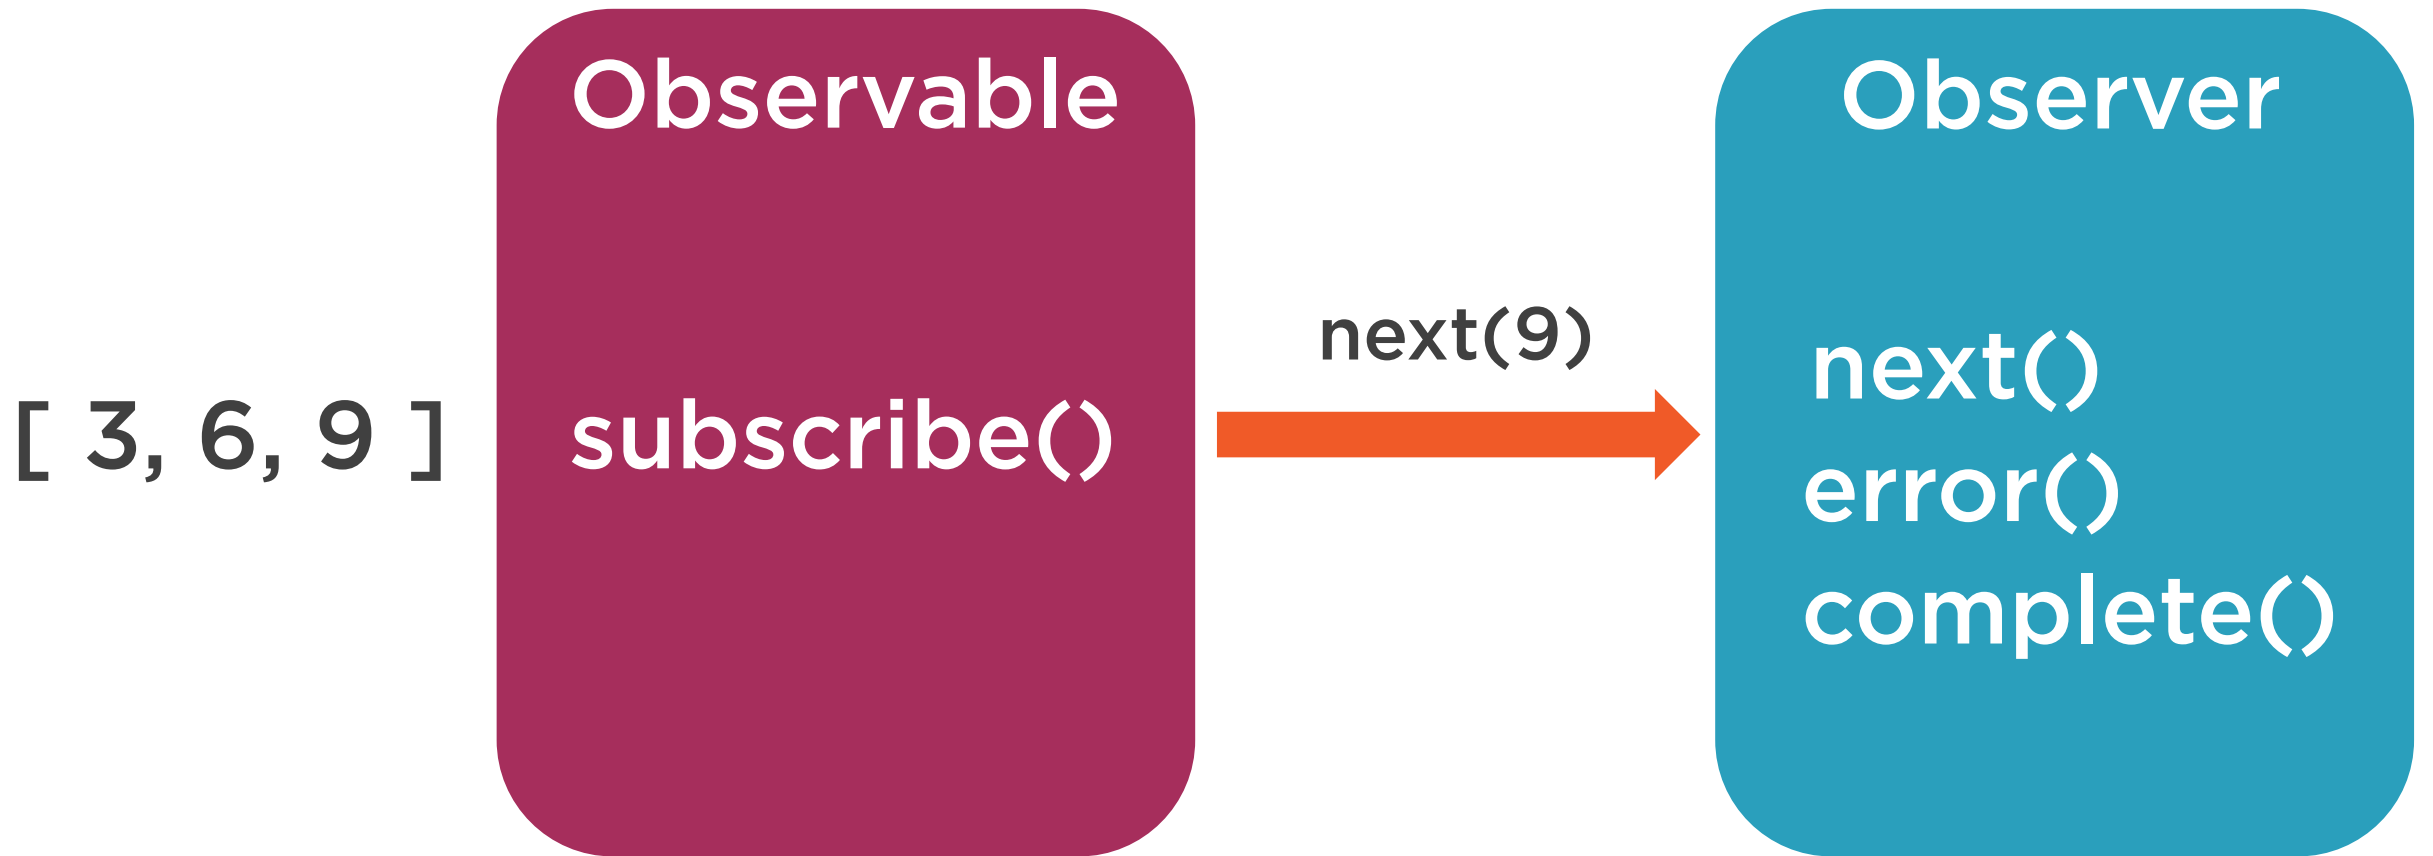 Observable
Observer
[ 3, 6, 9 ]
subscribe()
next(9)
next()
error()
complete()